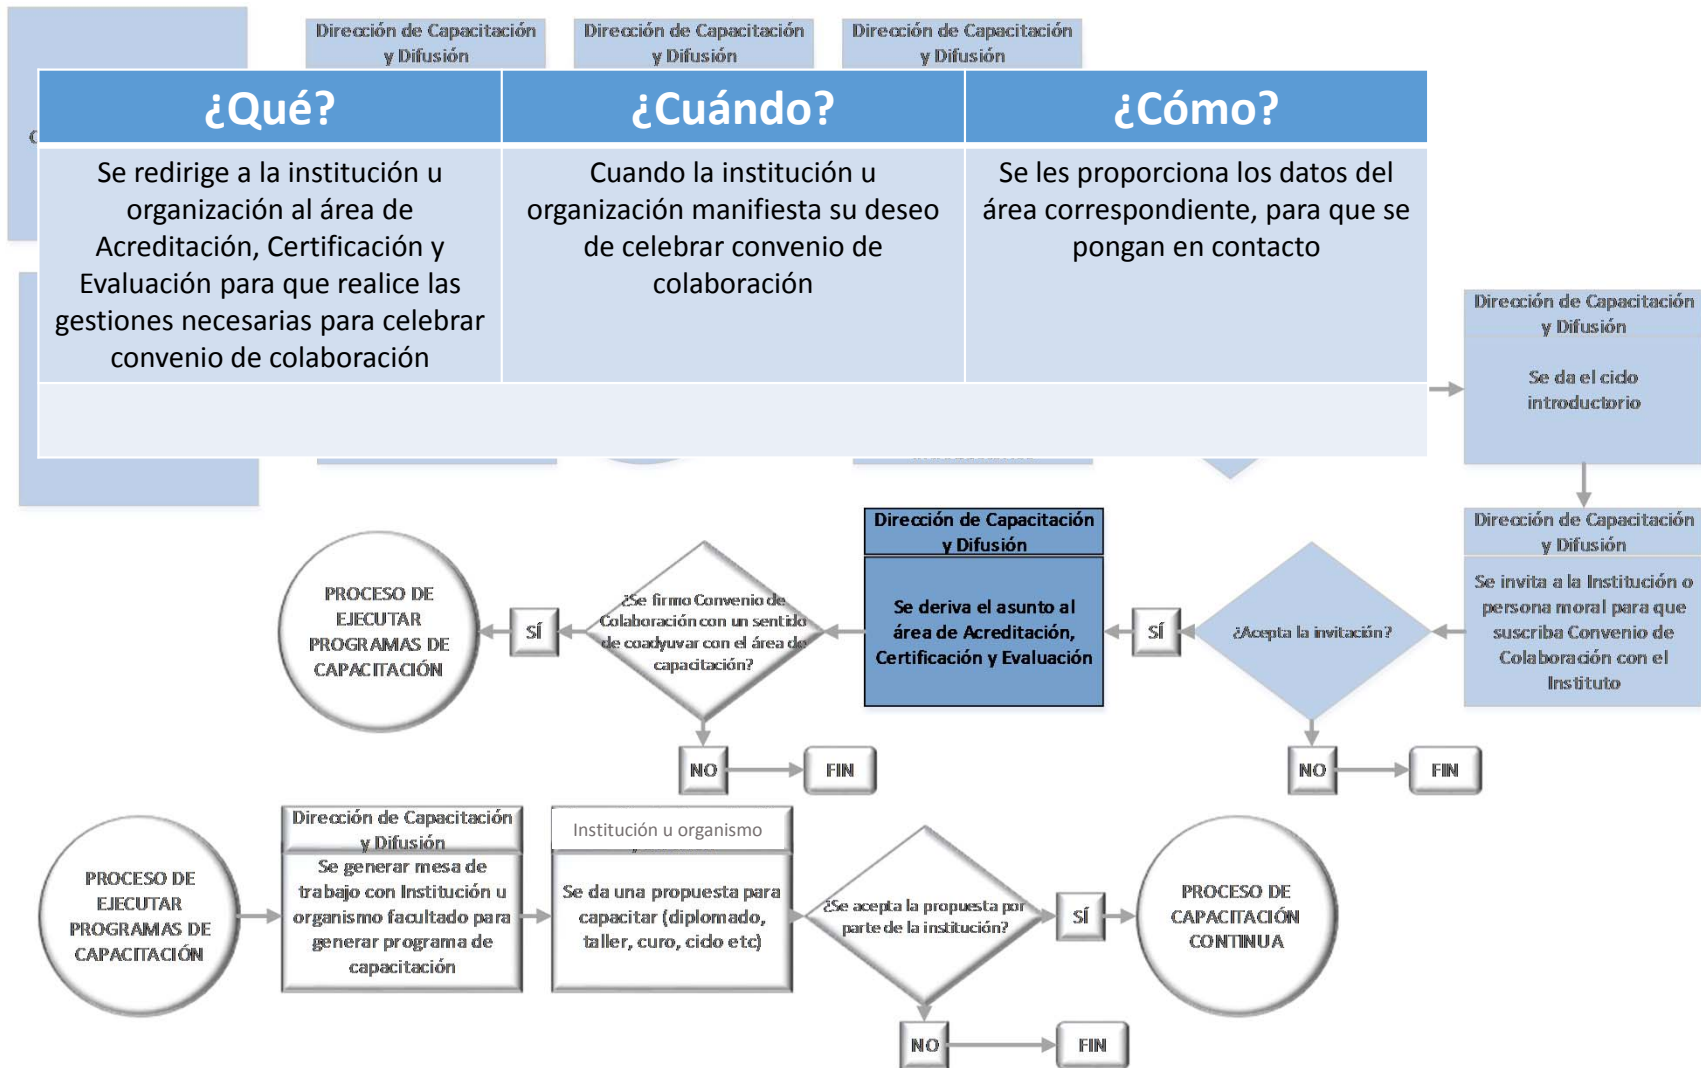 Dirección de Capacitación
y Difusión
Dirección de Capacitación
y Difusión
Dirección de Capacitación
y Difusión
¿Qué?
¿Cuándo?
¿Cómo?
Se redirige a la institución u
organización al área de
Acreditación, Certificación y
Evaluación para que realice las
gestiones necesarias para celebrar
convenio de colaboración
Cuando la institución u
organización manifiesta su deseo
de celebrar convenio de
colaboración
Se les proporciona los datos del
área correspondiente, para que se
pongan en contacto
Dirección de Capacitación
y Difusión
Se da el ciclo
introductorio
Dirección de Capacitación
y Difusión
Se invita a la Institución o
persona moral para que
suscriba Convenio de
Colaboración con el
Instituto
¿Acepta la invitación?
SÍ
NO
FIN
Dirección de Capacitación
y Difusión
Se deriva el asunto al
área de Acreditación,
Certificación y Evaluación
¿Se firmo Convenio de
Colaboración con un sentido
de coadyuvar con el área de
capacitación?
SÍ
NO
FIN
PROCESO DE
EJECUTAR
PROGRAMAS DE
CAPACITACIÓN
PROCESO DE
EJECUTAR
PROGRAMAS DE
CAPACITACIÓN
Dirección de Capacitación
y Difusión
Se generar mesa de
trabajo con Institución u
organismo facultado para
generar programa de
capacitación
Institución u organismo
Se da una propuesta para
capacitar (diplomado,
taller, curo, ciclo etc)
¿Se acepta la propuesta por
parte de la institución?
SÍ
NO
FIN
PROCESO DE
CAPACITACIÓN
CONTINUA